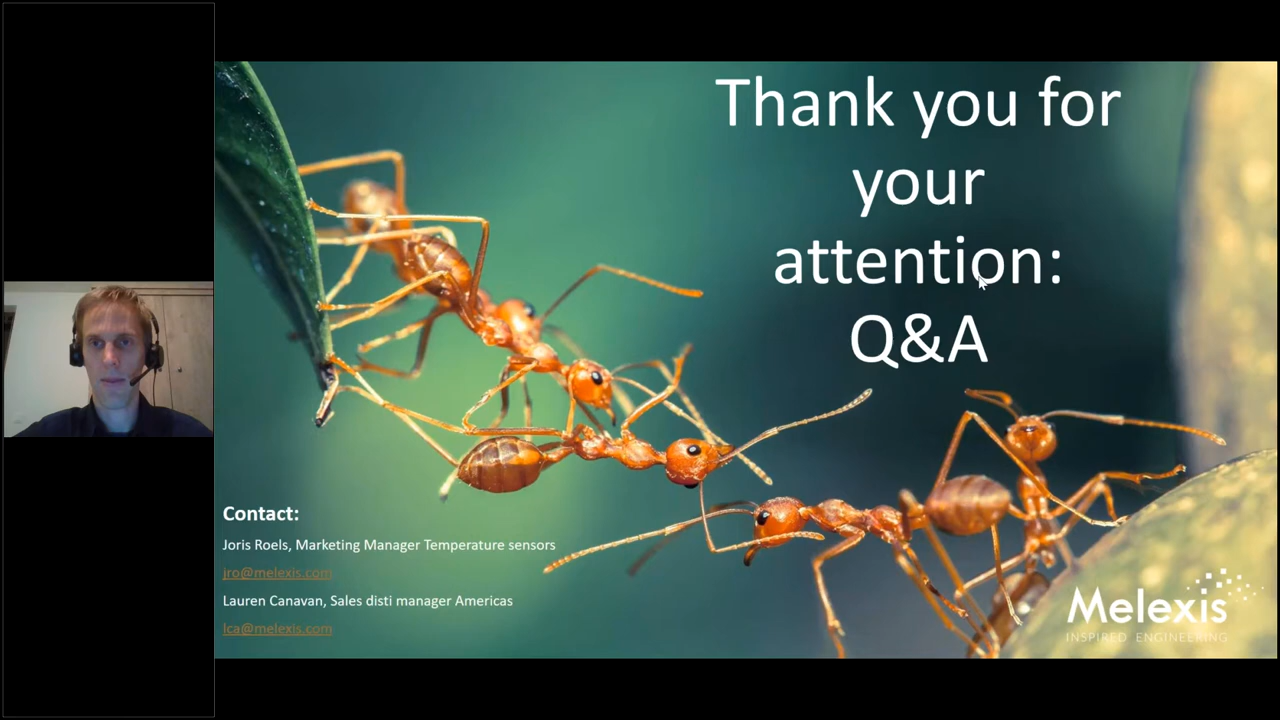 Thank you for
your
attention:
Q&A
Contact:
Joris Roels, Marketing Manager Temperature sensors
jro@melexis.com
Lauren Canavan, Sales disti manager Americas
lca@melexis.com
Melexis
INSPIRED ENGINEERING